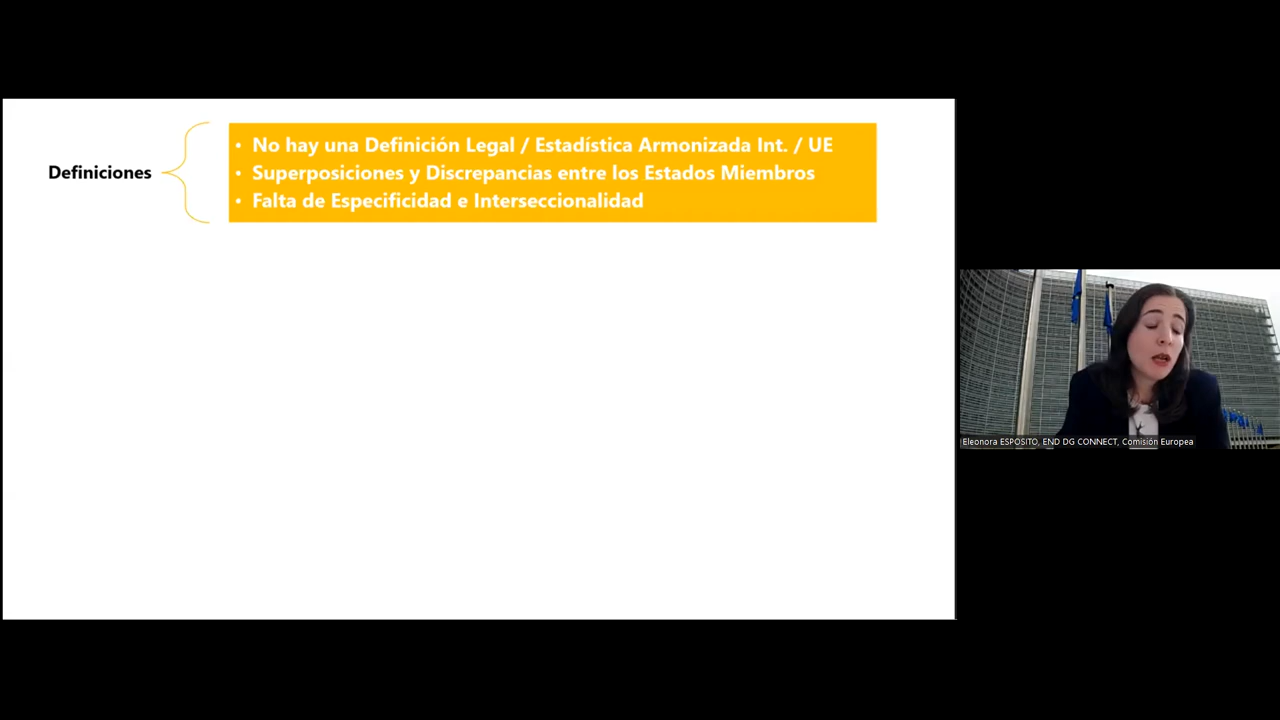 Definiciones
• No hay una Definición Legal / Estadística Armonizada Int. / UE
• Superposiciones y Discrepancias entre los Estados Miembros
• Falta de Especificidad e Interseccionalidad
Eleonora ESPOSITO, END DG CONNECT, Comisión Europea